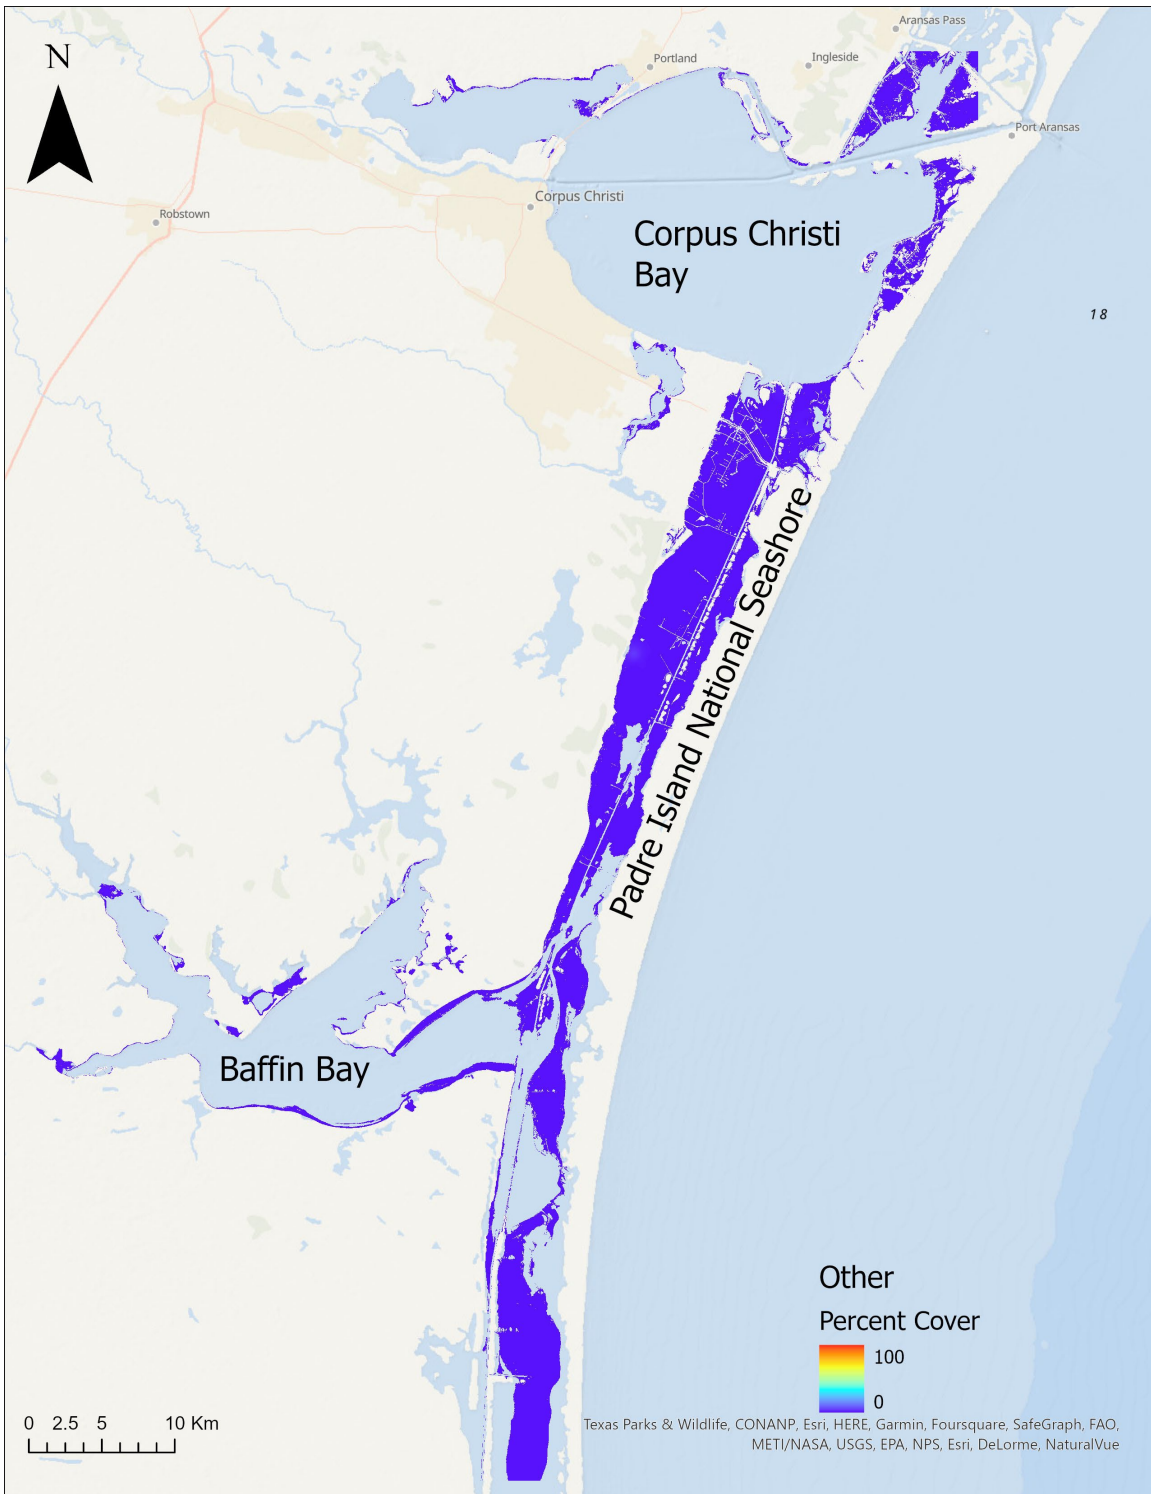 N
Aransas Pass
Portland
Ingleside
Port Aransas
Corpus Christi
Robstown
Corpus Christi
Bay
18
Padre Island National Seashore
Baffin Bay
Other
Percent Cover
100
0
0 2.5 5 10 Km
Texas Parks & Wildlife, CONANP, Esri, HERE, Garmin, Foursquare, SafeGraph, FAO,
METI/NASA, USGS, EPA, NPS, Esri, DeLorme, NaturalVue